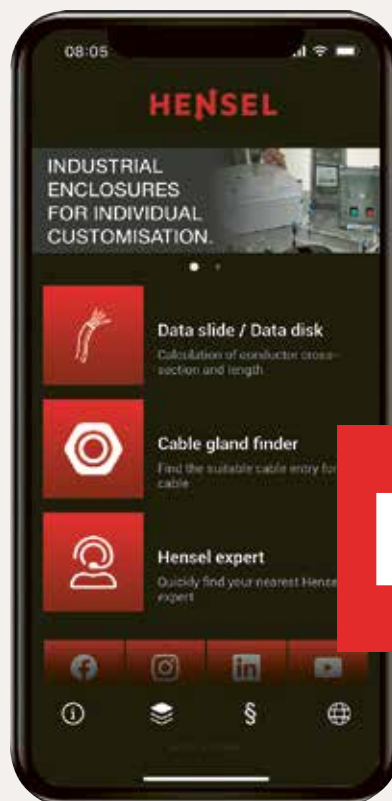 08:05
HENSEL
INDUSTRIAL
ENCLOSURES
FOR INDIVIDUAL
CUSTOMISATION.
Data slide / Data disk
Calculation of conductor cross-
section and length
Cable gland finder
Find the suitable cable entry for
cable
Hensel expert
Quickly find your nearest Hensel
expert
§